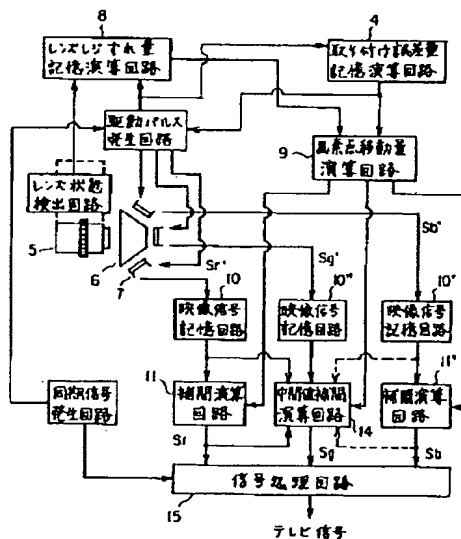 8
レンズレジずれ量
記憶演算回路
4
取り付け誤差量
記憶演算回路
駆動パルス
発生回路
9
画素点移動量
演算回路
レンズ状態
検出回路
5
6
7
Sr'
Sg'
Sb'
10
映像信号
記憶回路
10"
映像信号
記憶回路
10'
映像信号
記憶回路
同期信号
発生回路
11
補間演算
回路
中間値補間
演算回路
14
11'
補間演算
回路
Sr
Sg
Sb
信号処理回路
15
テレビ信号